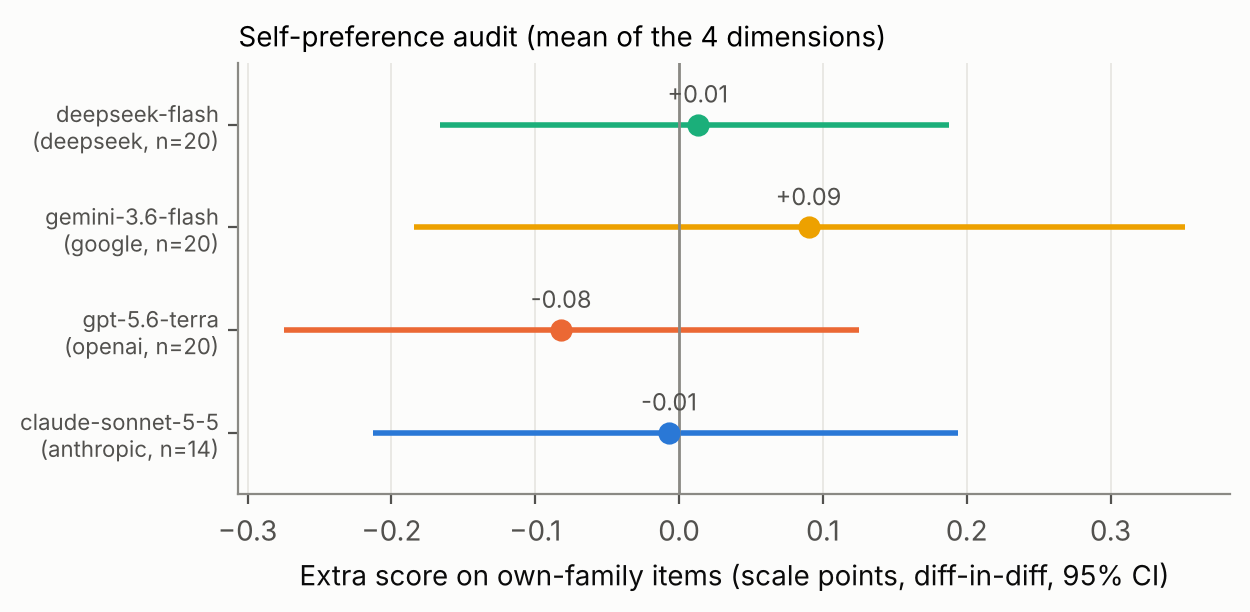 Self-preference audit (mean of the 4 dimensions)
+0.01
deepseek-flash
(deepseek, n=20)
+0.09
gemini-3.6-flash
(google, n=20)
-0.08
gpt-5.6-terra
(openai, n=20)
-0.01
claude-sonnet-5-5
(anthropic, n=14)
−0.3 −0.2 −0.1 0.0 0.1 0.2 0.3
Extra score on own-family items (scale points, diff-in-diff, 95% CI)